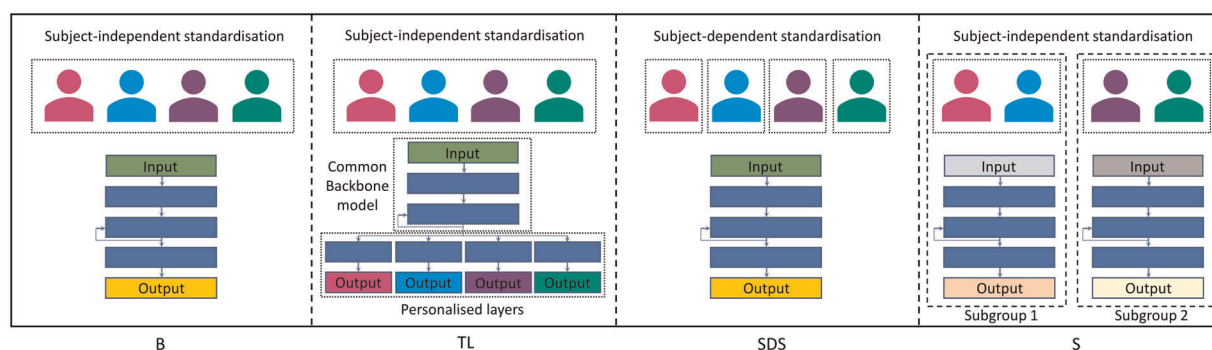 Subject-independent standardisation
Input
Output
B
Subject-independent standardisation
Common
Backbone
model
Input
Output Output Output Output
Personalised layers
TL
Subject-dependent standardisation
Input
Output
SDS
Subject-independent standardisation
Input
Output
Subgroup 1
Input
Output
Subgroup 2
S